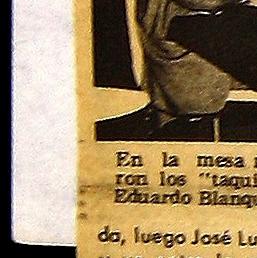 En la mesa
ron los "taqui
Eduardo Blanq
da, luego José Lu